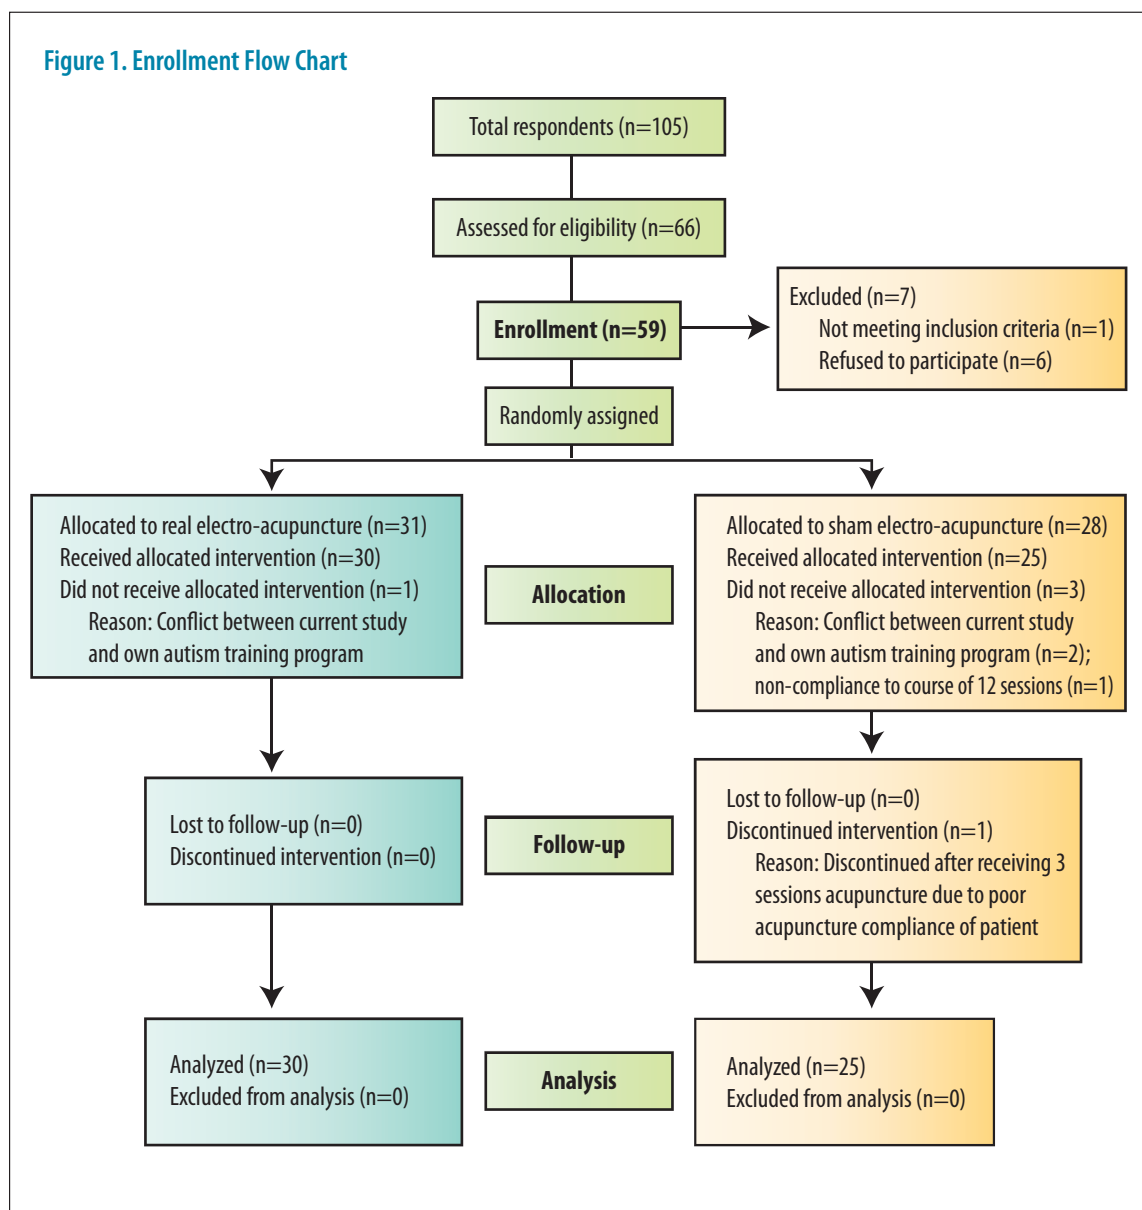 Figure 1. Enrollment Flow Chart
Total respondents (n=105)
Assessed for eligibility (n=66)
Enrollment (n=59)
Excluded (n=7)
Not meeting inclusion criteria (n=1)
Refused to participate (n=6)
Randomly assigned
Allocated to real electro-acupuncture (n=31)
Received allocated intervention (n=30)
Did not receive allocated intervention (n=1)
Reason: Conflict between current study
and own autism training program
Allocation
Allocated to sham electro-acupuncture (n=28)
Received allocated intervention (n=25)
Did not receive allocated intervention (n=3)
Reason: Conflict between current study
and own autism training program (n=2);
non-compliance to course of 12 sessions (n=1)
Lost to follow-up (n=0)
Discontinued intervention (n=0)
Follow-up
Lost to follow-up (n=0)
Discontinued intervention (n=1)
Reason: Discontinued after receiving 3
sessions acupuncture due to poor
acupuncture compliance of patient
Analyzed (n=30)
Excluded from analysis (n=0)
Analysis
Analyzed (n=25)
Excluded from analysis (n=0)